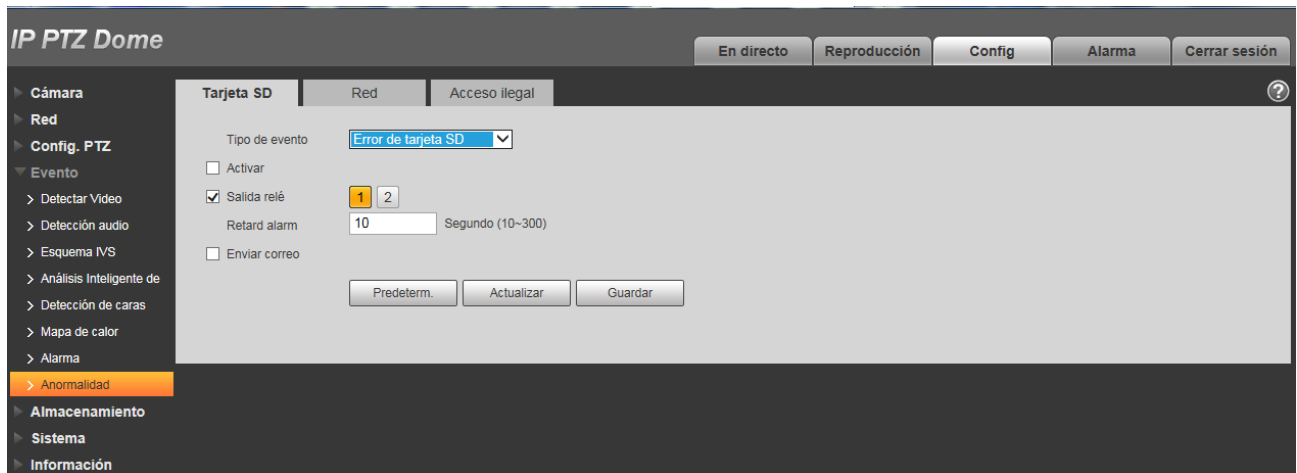 IP PTZ Dome
En directo Reproducción Config Alarma Cerrar sesión
Cámara
Red
Config. PTZ
Evento
Detectar Video
Detección audio
Esquema IVS
Análisis Inteligente de
Detección de caras
Mapa de calor
Alarma
Anormalidad
Almacenamiento
Sistema
Información
Tarjeta SD Red Acceso ilegal
?
Tipo de evento Error de tarjeta SD
Activar
Salida relé 1 2
Retard alarm 10 Segundo (10~300)
Enviar correo
Predeterm. Actualizar Guardar